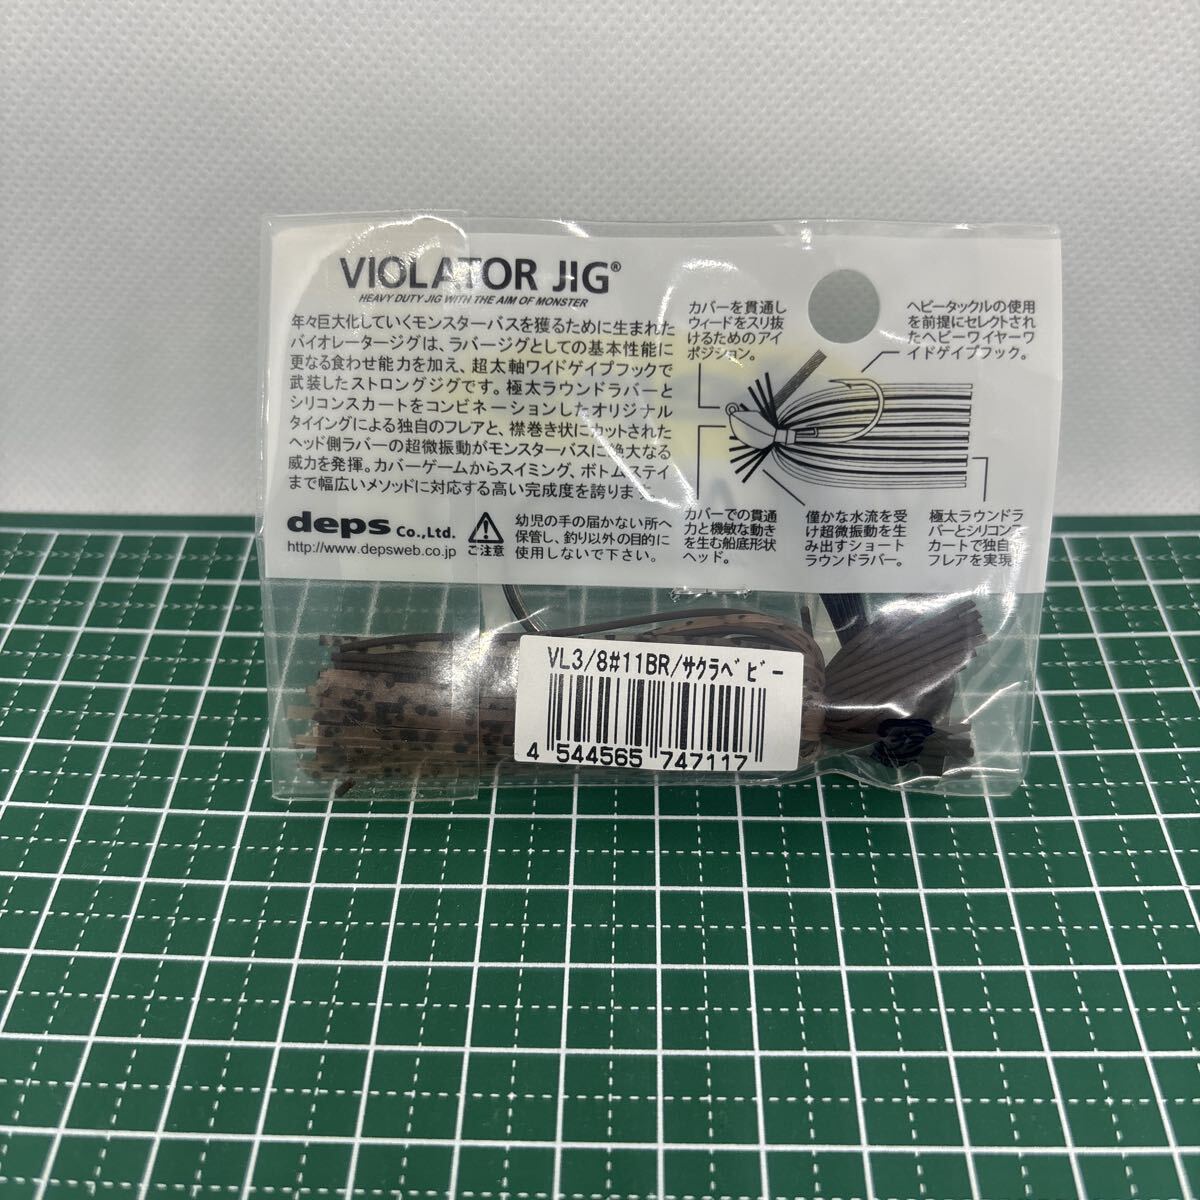 VIOLATOR JIG®
HEAVY DUTY JIG WITH THE AIM OF MONSTER
年々巨大化していくモンスターバスを獲るために生まれた
バイオレータージグは、ラバージグとしての基本性能に
更なる食わせ能力を加え、超太軸ワイドゲイプフックで
武装したストロングジグです。極太ラウンドラバーと
シリコンスカートをコンビネーションしたオリジナル
タイイングによる独自のフレアと、襟巻き状にカットされた
ヘッド側ラバーの超微振動がモンスターバスに絶大なる
威力を発揮。カバーゲームからスイミング、ボトムステイ
まで幅広いメソッドに対応する高い完成度を誇ります。
deps Co.,Ltd.
http://www.depsweb.co.jp
ご注意
幼児の手の届かない所へ
保管し、釣り以外の目的に
使用しないで下さい。
カバーを貫通し
ウィードをスリ抜
けるためのアイ
ポジション。
ヘビータックルの使用
を前提にセレクトされ
たヘビーワイヤーワ
イドゲイプフック。
カバーでの貫通
力と機敏な動き
を生む船底形状
ヘッド。
僅かな水流を受
け超微振動を生
み出すショート
ラウンドラバー。
極太ラウンドラ
バーとシリコンス
カートで独自
フレアを実現
VL3/8#11BR/サクラベビー
4 544565 747117